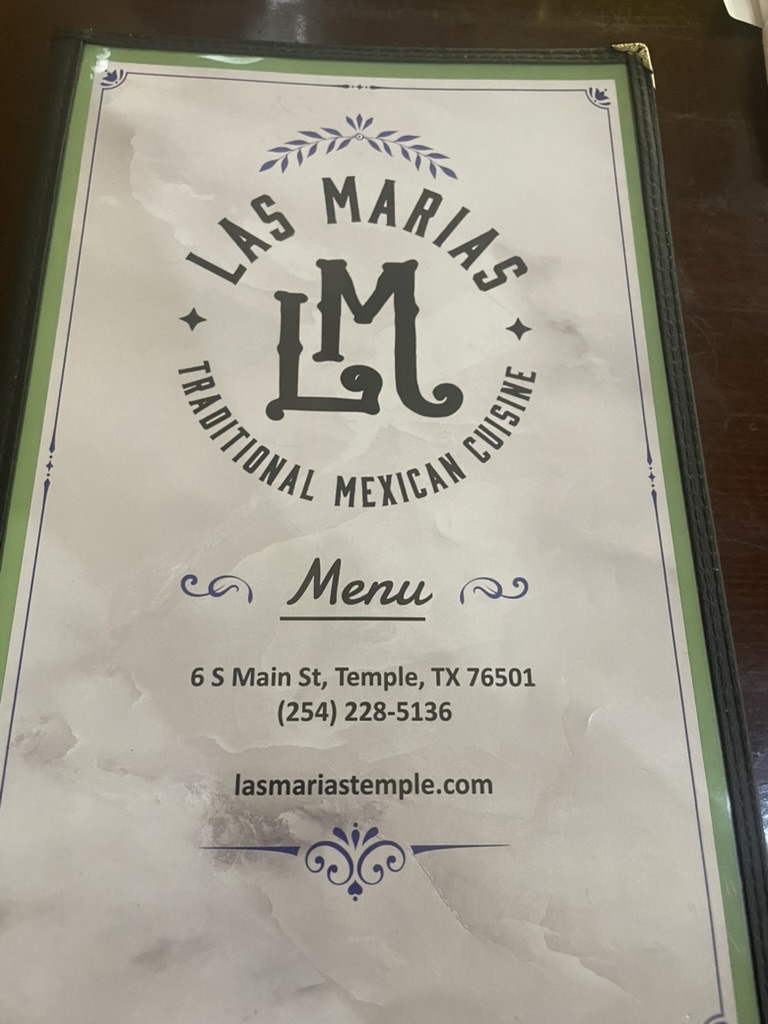 LAS MARIAS
LM
TRADITIONAL MEXICAN CUISINE
Menu
6 S Main St, Temple, TX 76501
(254) 228-5136
lasmariastemple.com